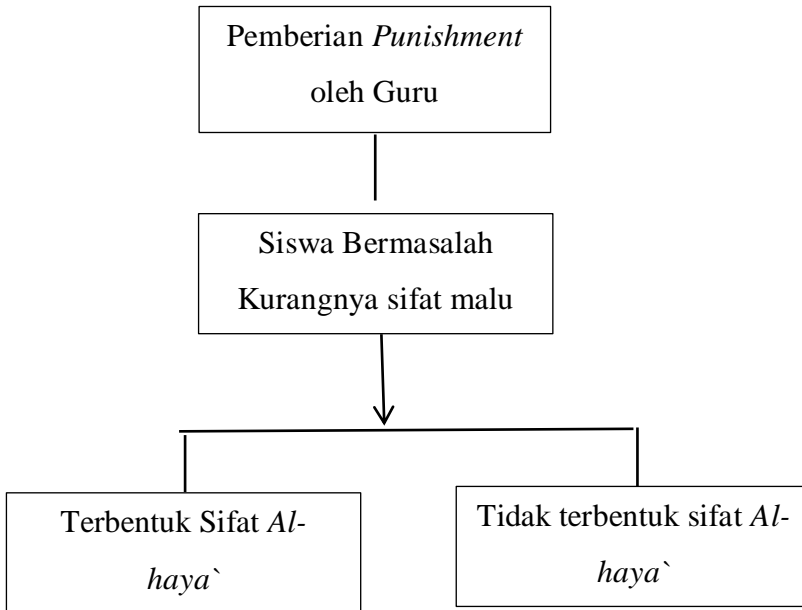 Pemberian Punishment
oleh Guru
Siswa Bermasalah
Kurangnya sifat malu
Terbentuk Sifat Al-
haya`
Tidak terbentuk sifat Al-
haya`